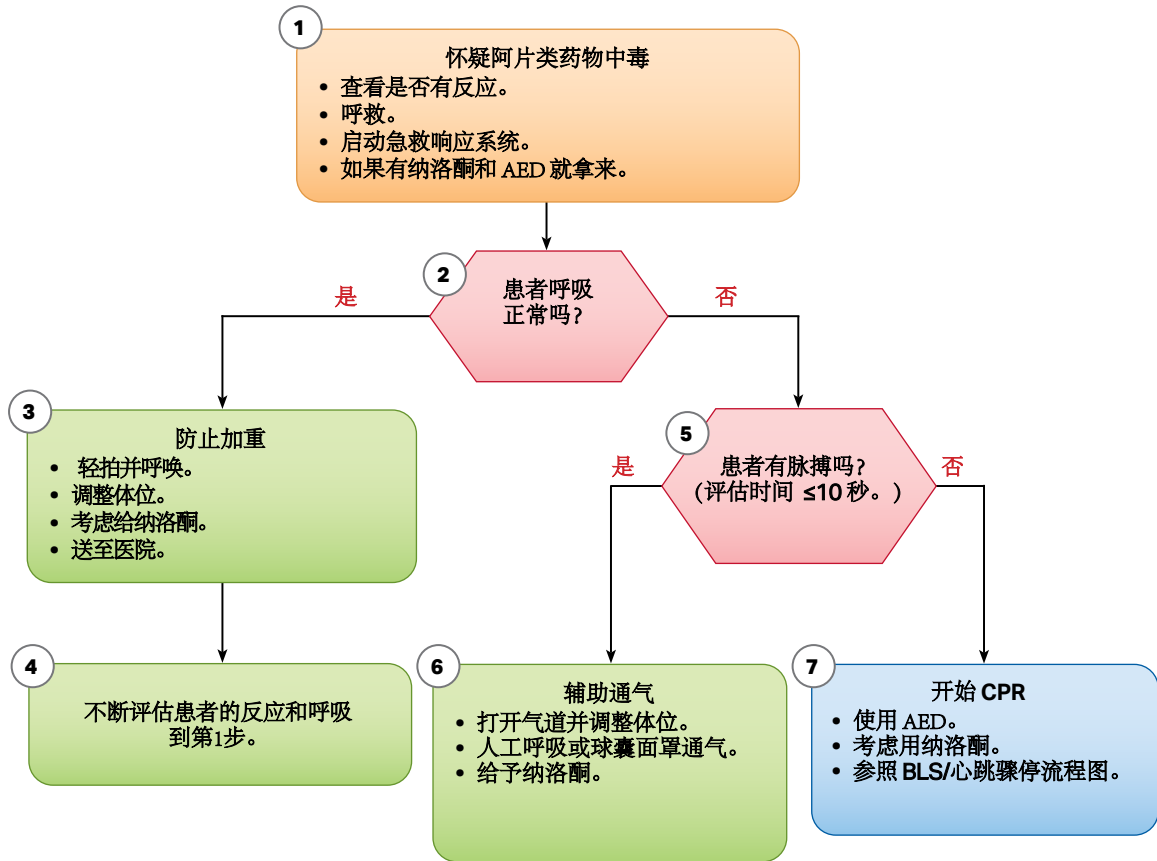 1
怀疑阿片类药物中毒
• 查看是否有反应。
• 呼救。
• 启动急救响应系统。
• 如果有纳洛酮和 AED 就拿来。
2
患者呼吸
正常吗?
是
否
3
防止加重
• 轻拍并呼唤。
• 调整体位。
• 考虑给纳洛酮。
• 送至医院。
4
不断评估患者的反应和呼吸
到第1步。
5
患者有脉搏吗?
（评估时间 ≤10 秒。）
是
否
6
辅助通气
• 打开气道并调整体位。
• 人工呼吸或球囊面罩通气。
• 给予纳洛酮。
7
开始 CPR
• 使用 AED。
• 考虑用纳洛酮。
• 参照 BLS/心跳骤停流程图。